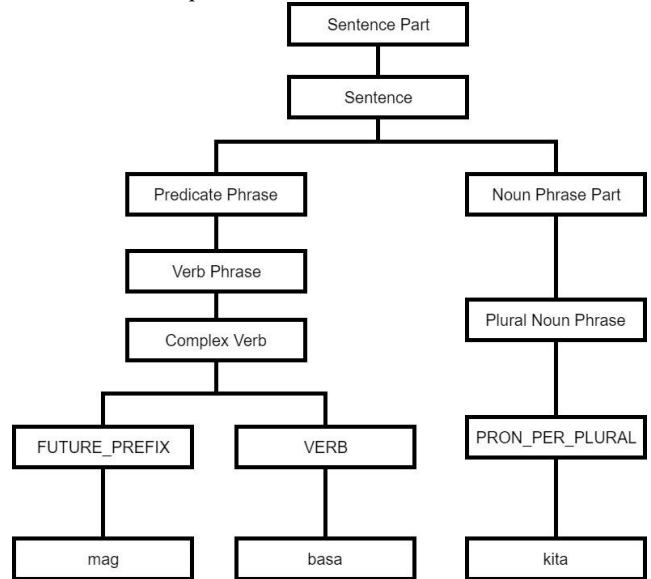 Sentence Part
Sentence
Predicate Phrase
Noun Phrase Part
Verb Phrase
Plural Noun Phrase
Complex Verb
FUTURE_PREFIX
VERB
PRON_PER_PLURAL
mag
basa
kita